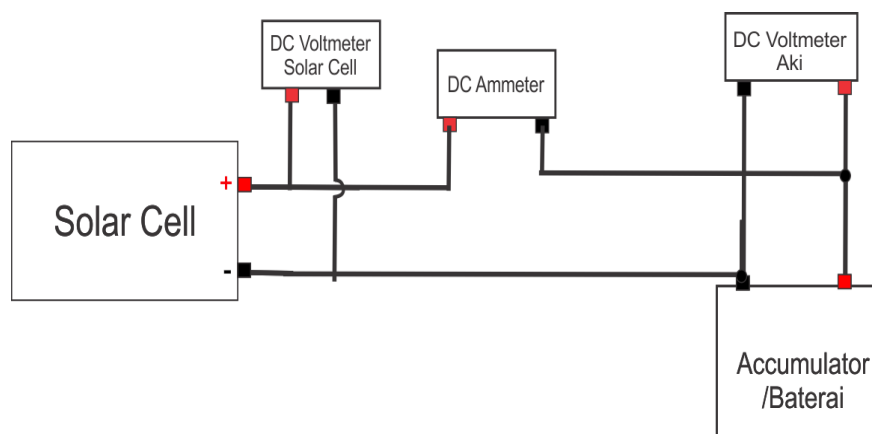 DC Voltmeter
Solar Cell
DC Ammeter
DC Voltmeter
Aki
+
Solar Cell
-
Accumulator
/Baterai